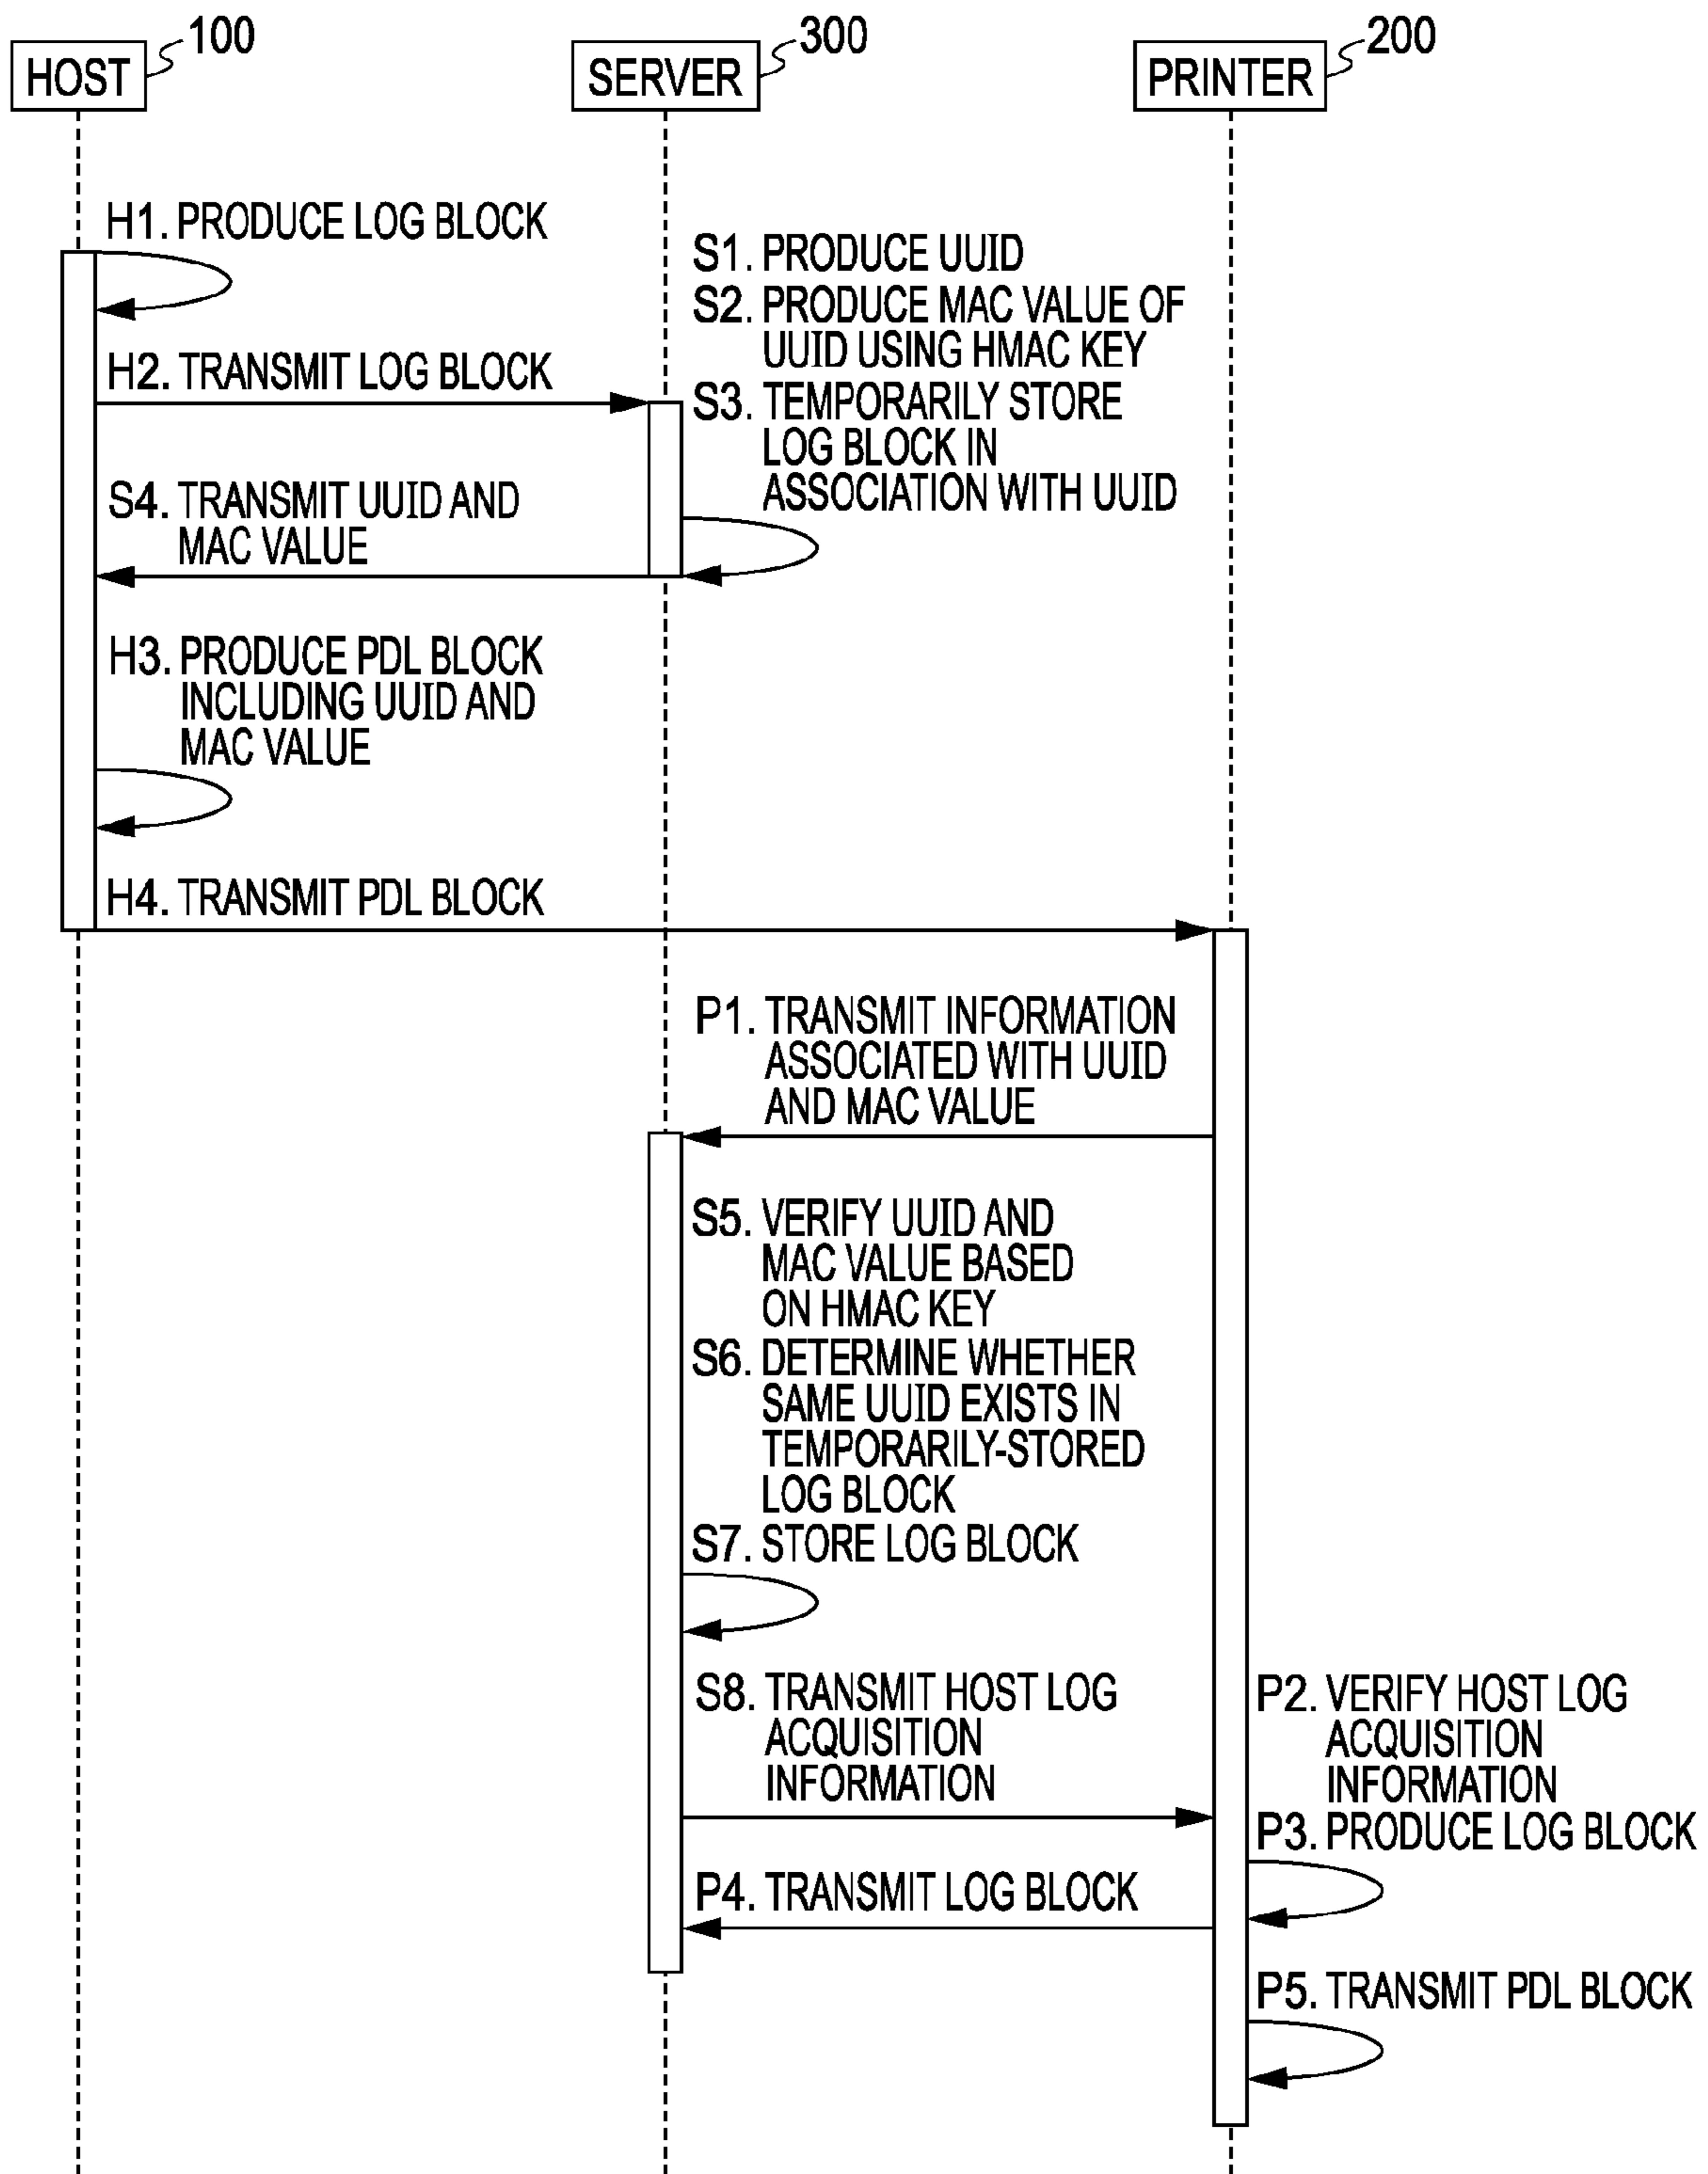 100
300
200
HOST
SERVER
PRINTER
H1. PRODUCE LOG BLOCK
S1. PRODUCE UUID
S2. PRODUCE MAC VALUE OF
UUID USING HMAC KEY
H2. TRANSMIT LOG BLOCK
S3. TEMPORARILY STORE
LOG BLOCK IN
ASSOCIATION WITH UUID
S4. TRANSMIT UUID AND
MAC VALUE
H3. PRODUCE PDL BLOCK
INCLUDING UUID AND
MAC VALUE
H4. TRANSMIT PDL BLOCK
P1. TRANSMIT INFORMATION
ASSOCIATED WITH UUID
AND MAC VALUE
S5. VERIFY UUID AND
MAC VALUE BASED
ON HMAC KEY
S6. DETERMINE WHETHER
SAME UUID EXISTS IN
TEMPORARILY-STORED
LOG BLOCK
S7. STORE LOG BLOCK
S8. TRANSMIT HOST LOG
ACQUISITION
INFORMATION
P2. VERIFY HOST LOG
ACQUISITION
INFORMATION
P3. PRODUCE LOG BLOCK
P4. TRANSMIT LOG BLOCK
P5. TRANSMIT PDL BLOCK